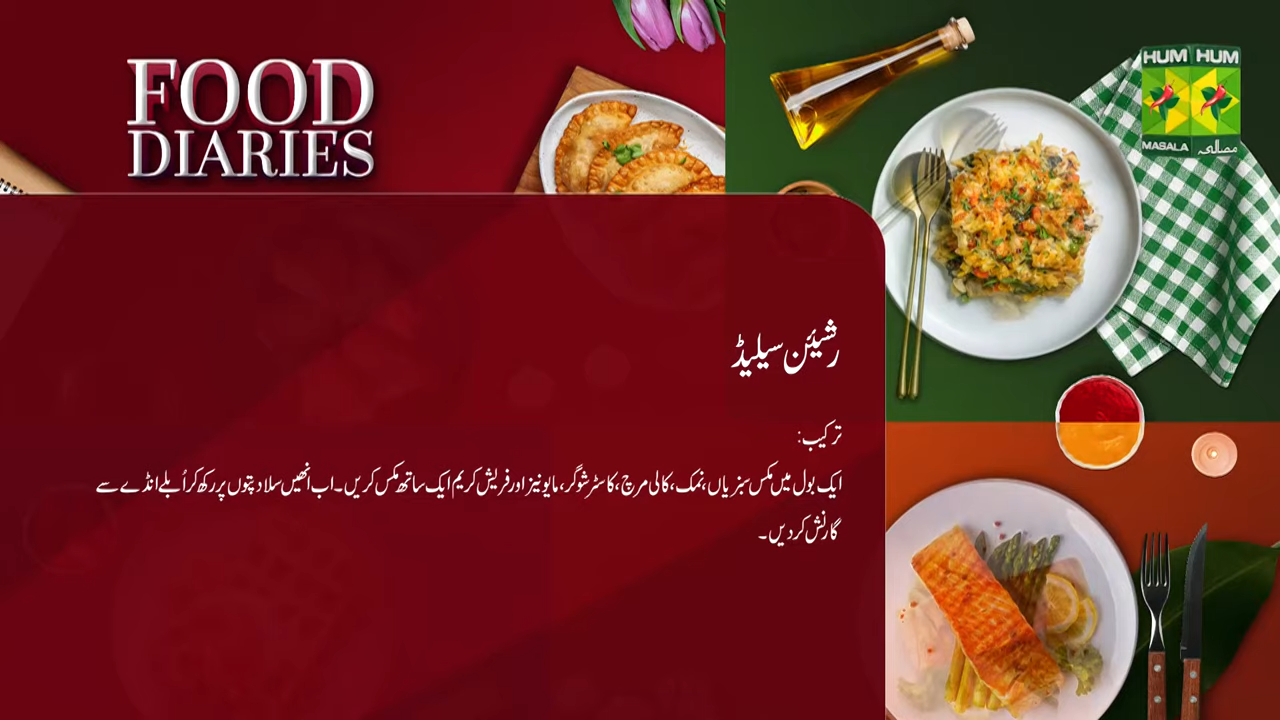 FOOD
DIARIES
HUM HUM
MASALA مصالحہ
رشیئن سیلیڈ
ترکیب:
ایک بول میں مکس سبزیاں، نمک، کالی مرچ، کاسٹر شوگر، مایونیز اور فریش کریم ایک ساتھ مکس کریں۔ اب انھیں سلاد پتوں پر رکھ کر اُبلے انڈے سے
گارنش کر دیں۔